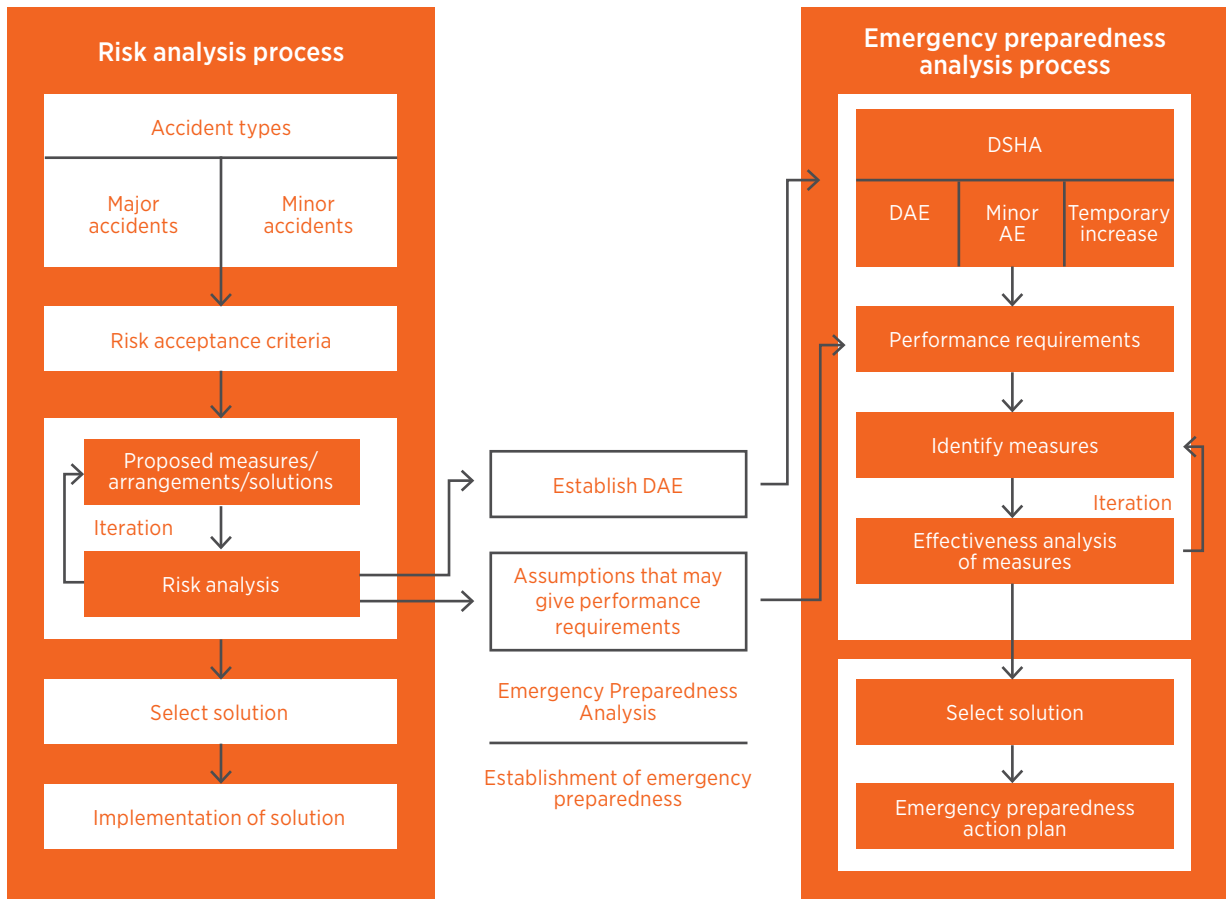 Risk analysis process
Accident types
Major
accidents
Minor
accidents
Risk acceptance criteria
Proposed measures/
arrangements/solutions
Iteration
Risk analysis
Select solution
Implementation of solution
Establish DAE
Assumptions that may
give performance
requirements
Emergency Preparedness
Analysis
Establishment of emergency
preparedness
Emergency preparedness
analysis process
DSHA
DAE
Minor
AE
Temporary
increase
Performance requirements
Identify measures
Iteration
Effectiveness analysis
of measures
Select solution
Emergency preparedness
action plan